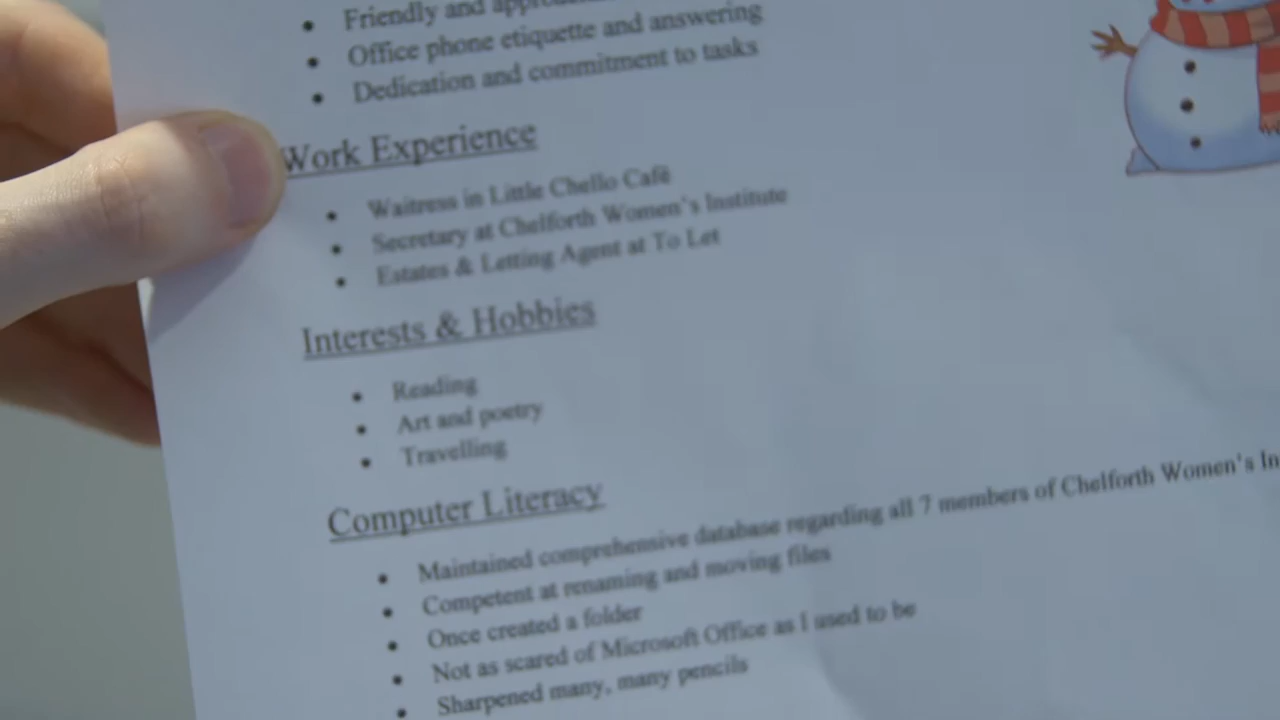 Friendly and
Office phone etiquette and answering
Dedication and commitment to tasks
Work Experience
Waitress in Little Chello Café
Secretary at Chelforth Women's Institute
Estates & Letting Agent at To Let
Interests & Hobbies
Reading
Art and poetry
Travelling
Computer Literacy
Maintained comprehensive database regarding all 7 members of Chelforth Women's In
Competent at renaming and moving files
Once created a folder
Not as scared of Microsoft Office as I used to be
Sharpened many, many pencils